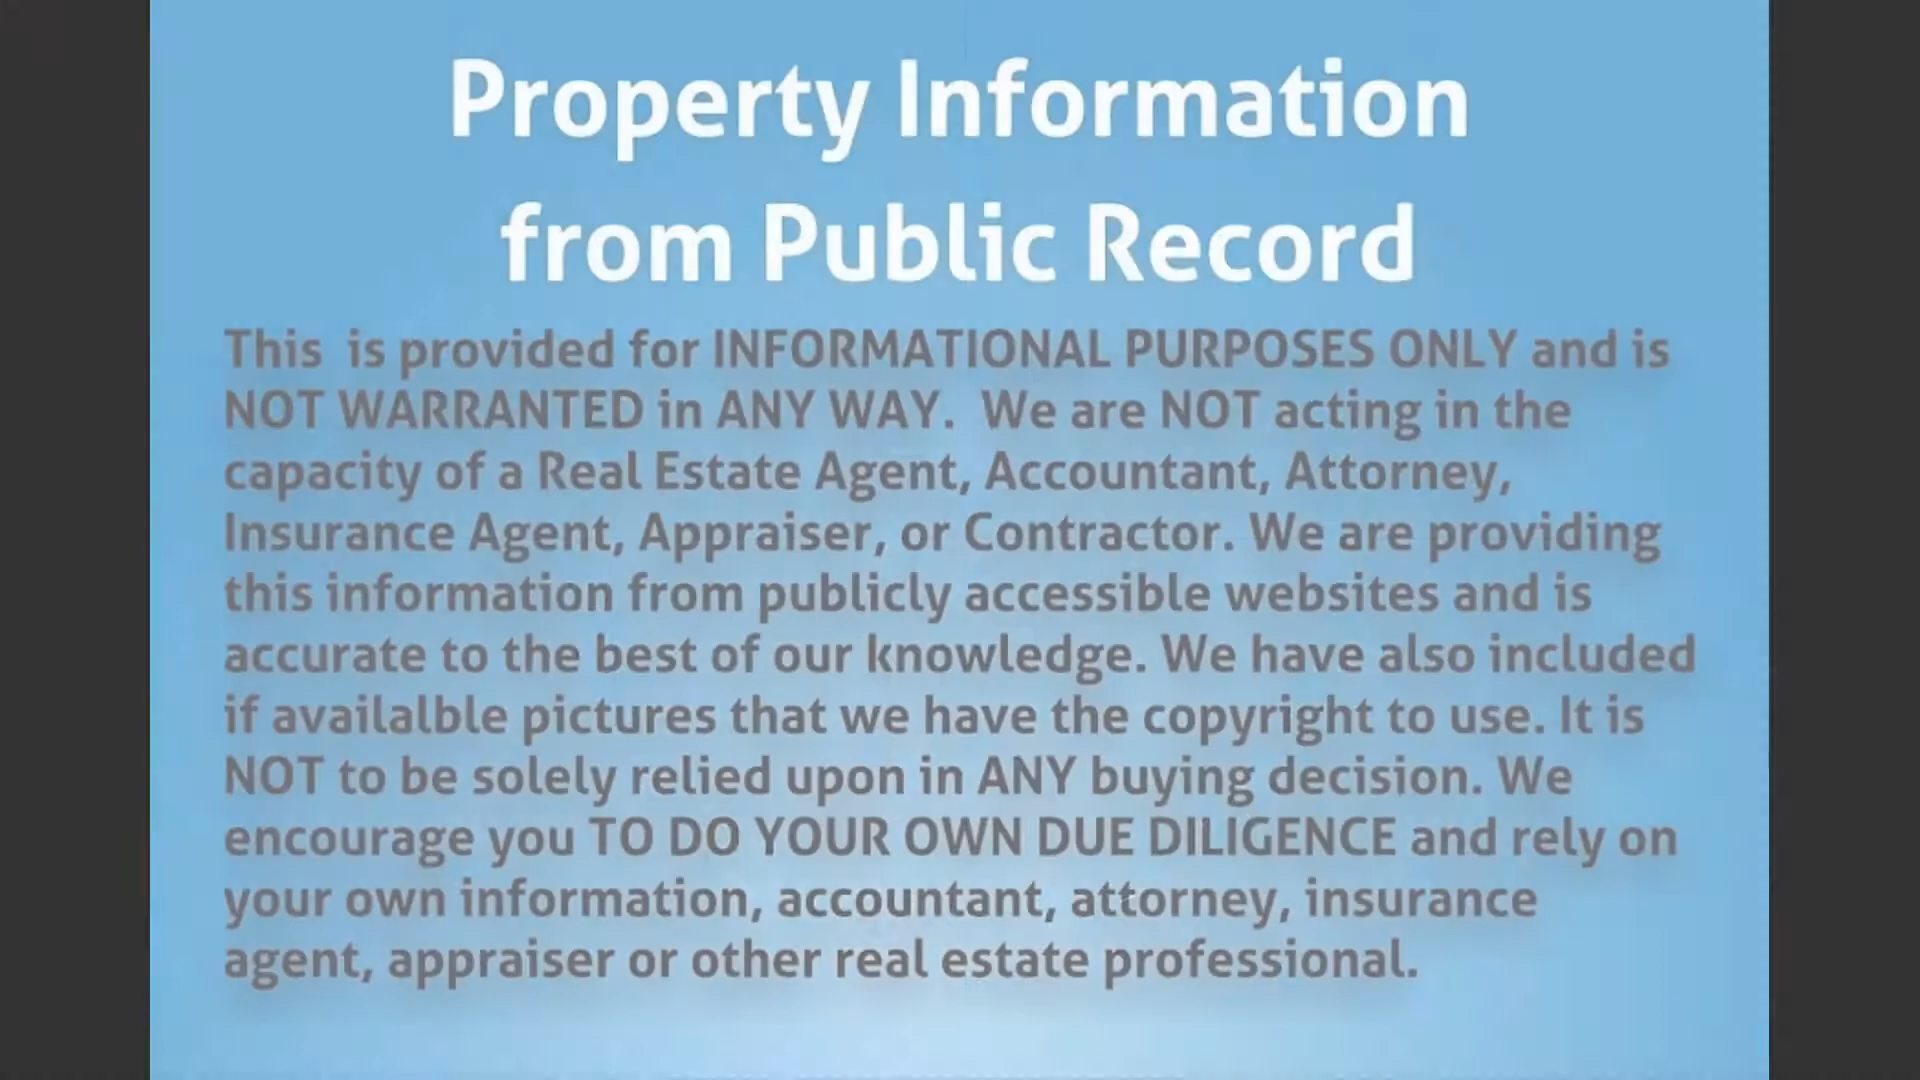 Property Information
from Public Record
This  is provided for INFORMATIONAL PURPOSES ONLY and is
NOT WARRANTED in ANY WAY.  We are NOT acting in the
capacity of a Real Estate Agent, Accountant, Attorney,
Insurance Agent, Appraiser, or Contractor. We are providing
this information from publicly accessible websites and is
accurate to the best of our knowledge. We have also included
if availalble pictures that we have the copyright to use. It is
NOT to be solely relied upon in ANY buying decision. We
encourage you TO DO YOUR OWN DUE DILIGENCE and rely on
your own information, accountant, attorney, insurance
agent, appraiser or other real estate professional.